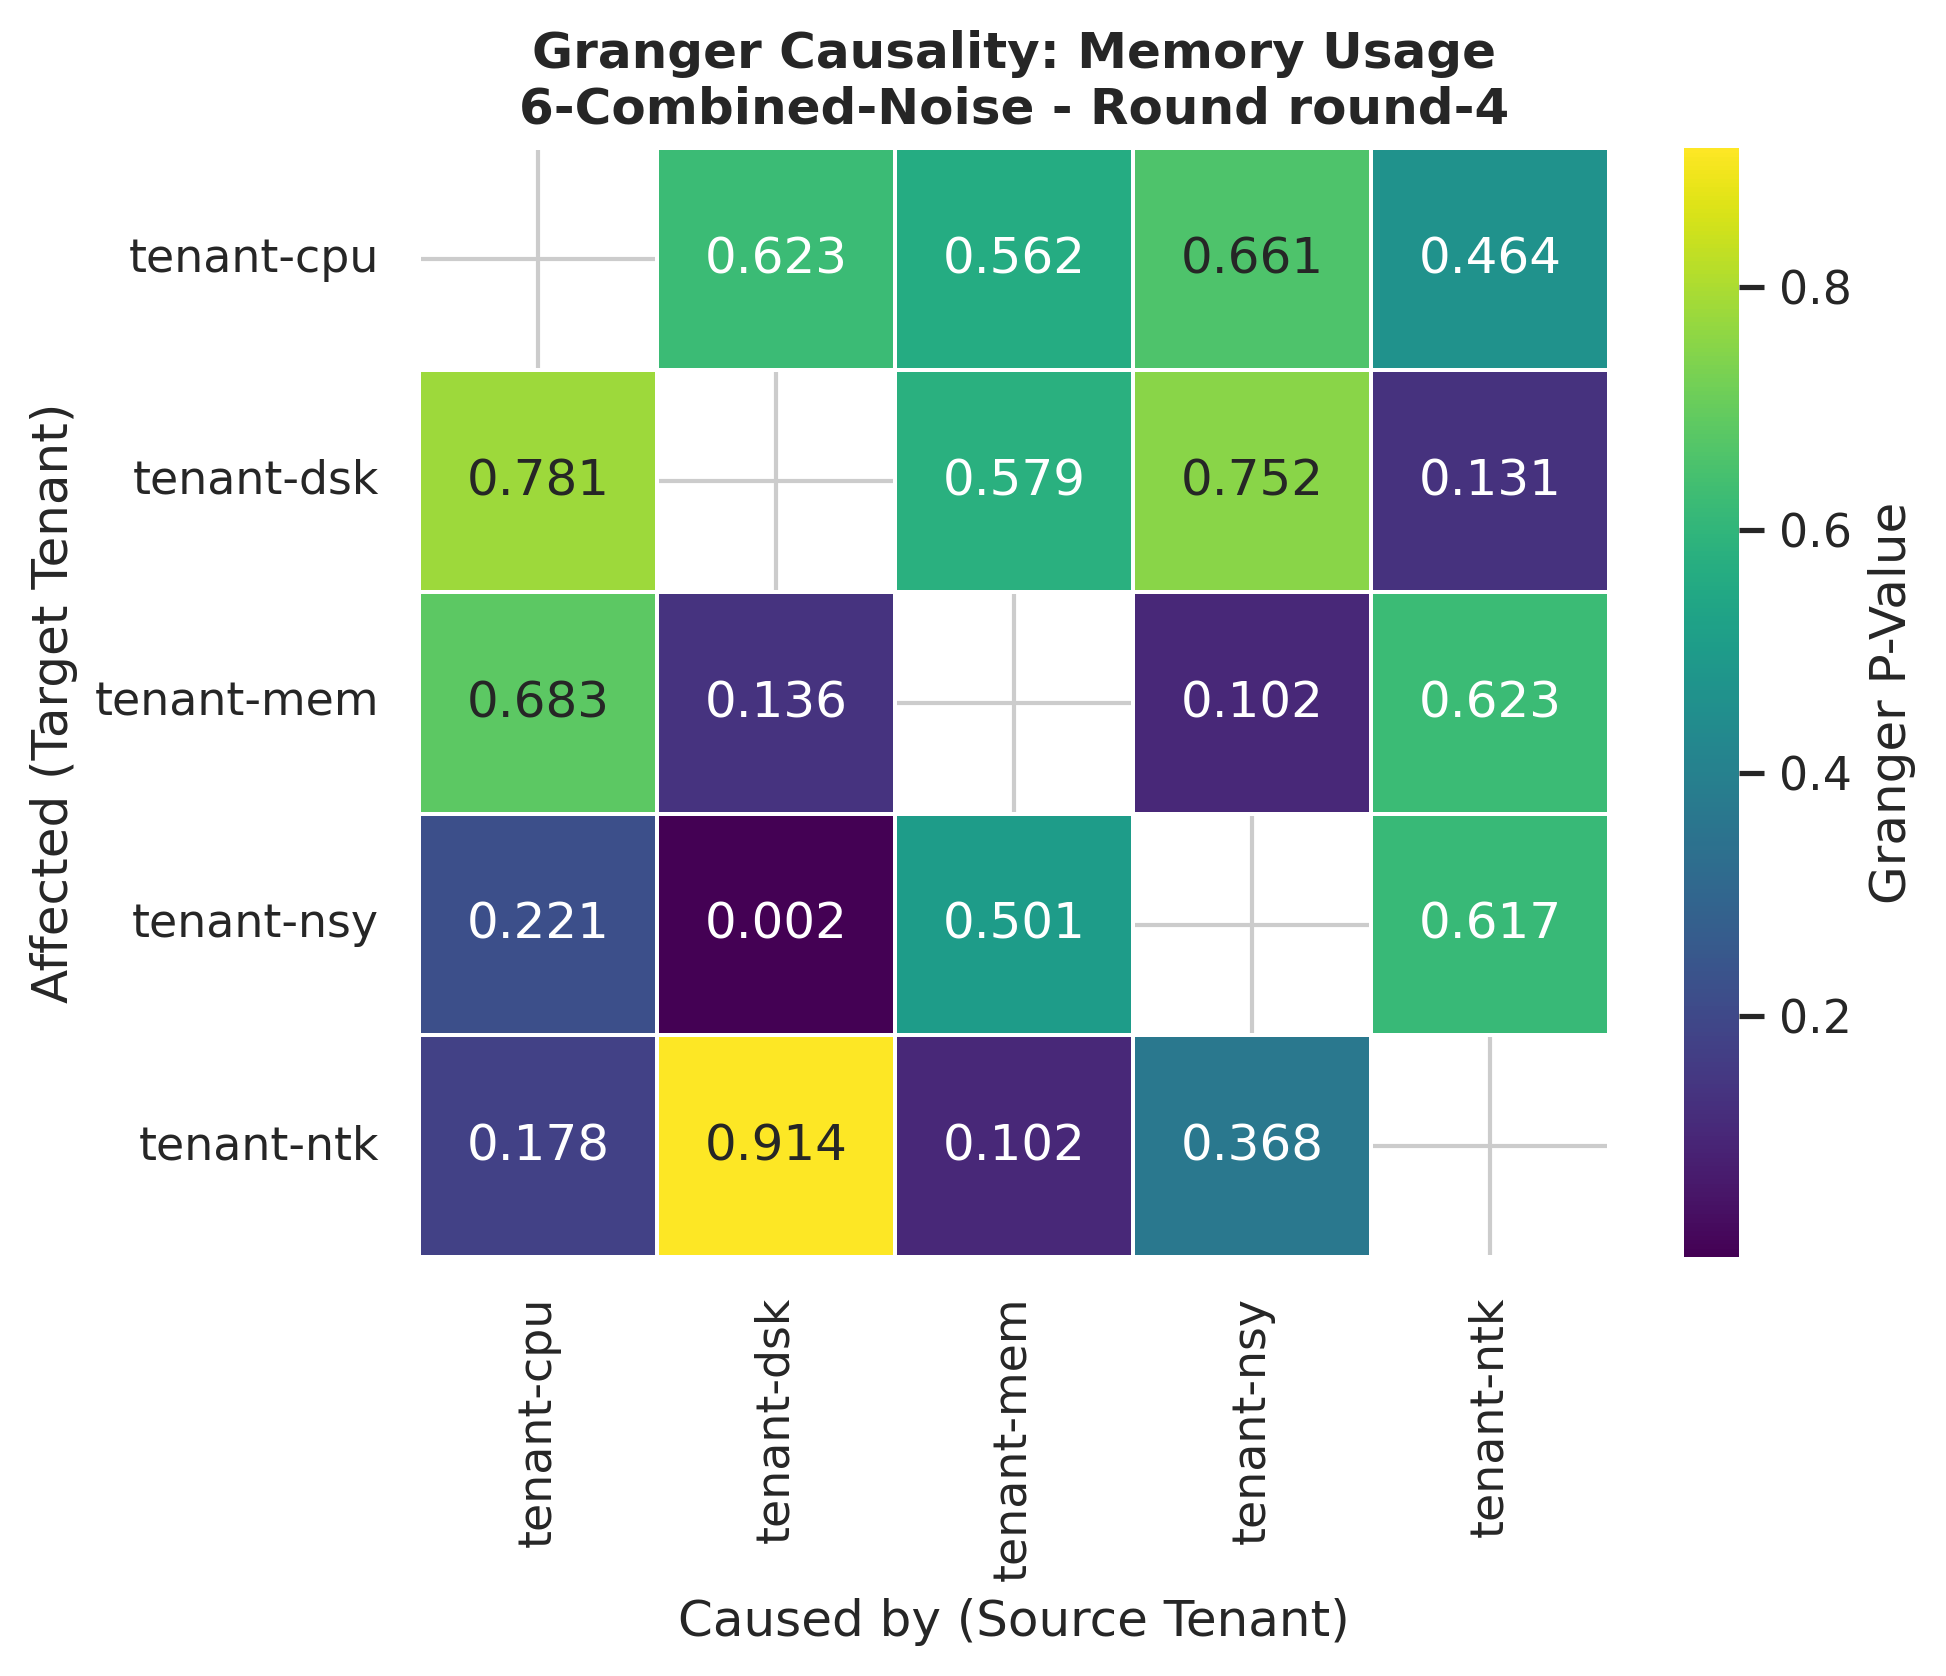 Granger Causality: Memory Usage
6-Combined-Noise - Round round-4
tenant-cpu
0.623 0.562 0.661 0.464
tenant-dsk
0.781 0.579 0.752 0.131
tenant-mem
0.683 0.136 0.102 0.623
tenant-nsy
0.221 0.002 0.501 0.617
tenant-ntk
0.178 0.914 0.102 0.368
Affected (Target Tenant)
tenant-cpu
tenant-dsk
tenant-mem
tenant-nsy
tenant-ntk
Caused by (Source Tenant)
0.8
0.6
0.4
0.2
Granger P-Value